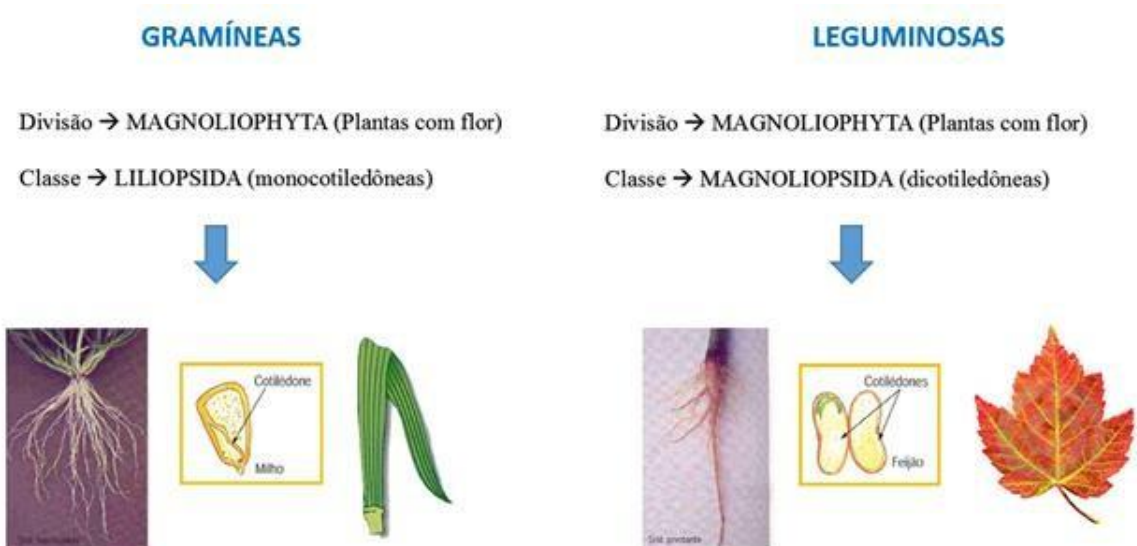 GRAMÍNEAS
Divisão → MAGNOLIOPHYTA (Plantas com flor)
Classe → LILIOPSIDA (monocotiledôneas)
Cotilédone
Milho
LEGUMINOSAS
Divisão → MAGNOLIOPHYTA (Plantas com flor)
Classe → MAGNOLIOPSIDA (dicotiledôneas)
Cotilédones
Feijão